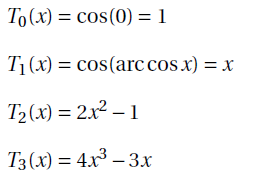 T₀(x) = cos(0) = 1
T₁(x) = cos(arccos x) = x
T₂(x) = 2x² − 1
T₃(x) = 4x³ − 3x